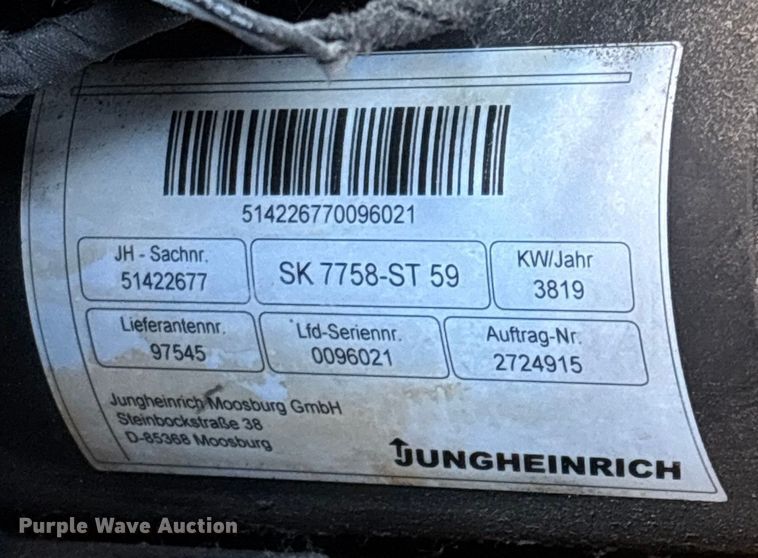 514226770096021
JH - Sachnr.
51422677
SK 7758-ST 59
KW/Jahr
3819
Lieferantennr.
97545
Lfd-Seriennr.
0096021
Auftrag-Nr.
2724915
Jungheinrich Moosburg GmbH
Steinbockstraße 38
D-85368 Moosburg
JUNGHEINRICH
Purple Wave Auction